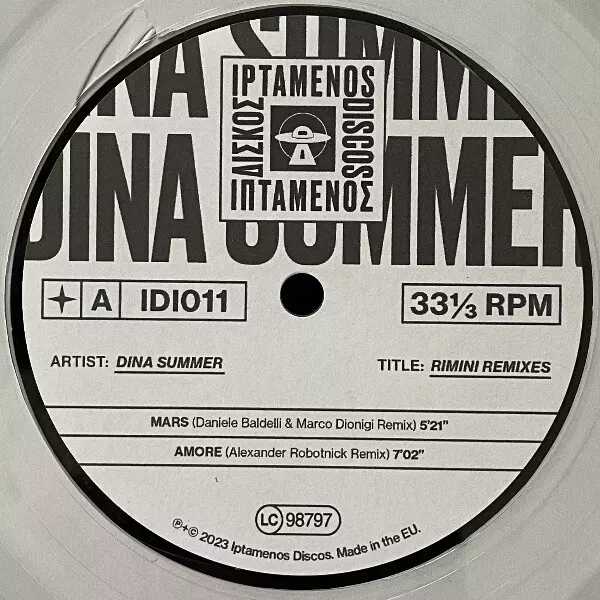 DINA SUMMER
IPTAMENOS
DISCOS
ΔΙΣΚΟΣ
ΙΠΤΑΜΕΝΟΣ
DINA SUMMER
A IDI011
33⅓ RPM
ARTIST: DINA SUMMER
TITLE: RIMINI REMIXES
MARS (Daniele Baldelli & Marco Dionigi Remix) 5'21"
AMORE (Alexander Robotnick Remix) 7'02"
LC 98797
℗+© 2023 Iptamenos Discos. Made in the EU.